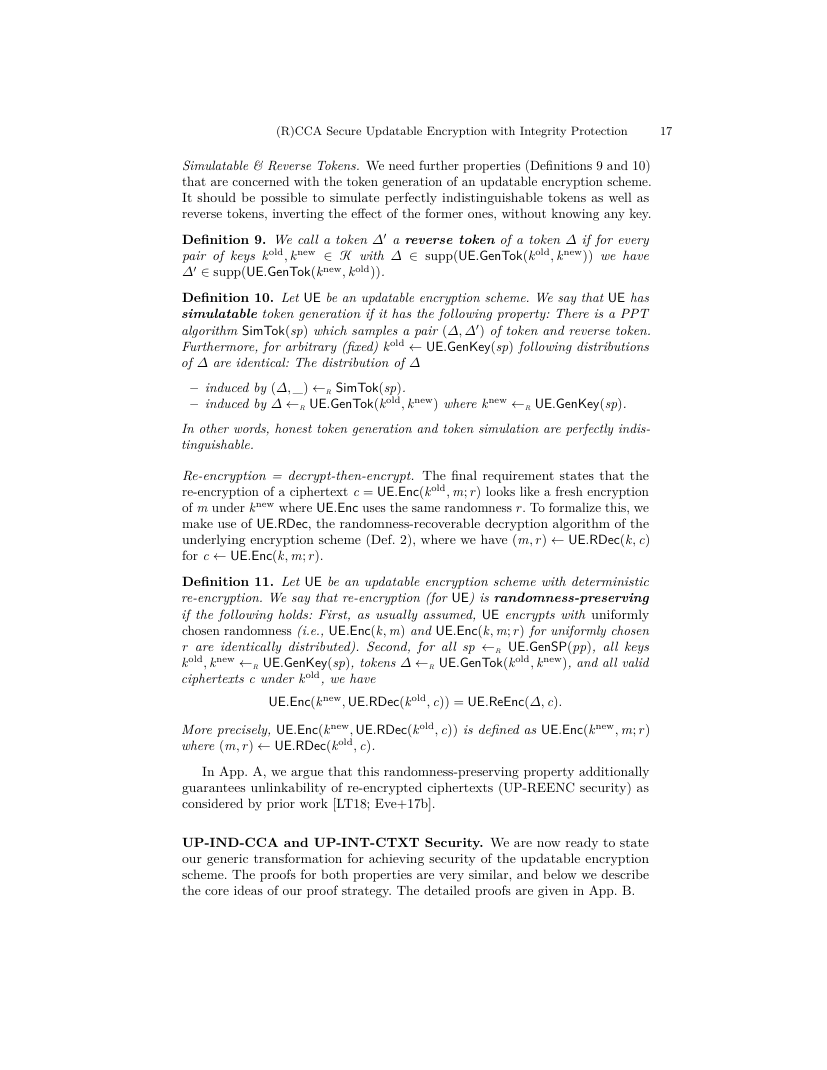 (R)CCA Secure Updatable Encryption with Integrity Protection 17
Simulatable & Reverse Tokens. We need further properties (Definitions 9 and 10)
that are concerned with the token generation of an updatable encryption scheme.
It should be possible to simulate perfectly indistinguishable tokens as well as
reverse tokens, inverting the effect of the former ones, without knowing any key.
Definition 9. We call a token Δ′ a reverse token of a token Δ if for every
pair of keys k^old, k^new ∈ 𝒦 with Δ ∈ supp(UE.GenTok(k^old, k^new)) we have
Δ′ ∈ supp(UE.GenTok(k^new, k^old)).
Definition 10. Let UE be an updatable encryption scheme. We say that UE has
simulatable token generation if it has the following property: There is a PPT
algorithm SimTok(sp) which samples a pair (Δ, Δ′) of token and reverse token.
Furthermore, for arbitrary (fixed) k^old ← UE.GenKey(sp) following distributions
of Δ are identical: The distribution of Δ
– induced by (Δ, _) ←_R SimTok(sp).
– induced by Δ ←_R UE.GenTok(k^old, k^new) where k^new ←_R UE.GenKey(sp).
In other words, honest token generation and token simulation are perfectly indis-
tinguishable.
Re-encryption = decrypt-then-encrypt. The final requirement states that the
re-encryption of a ciphertext c = UE.Enc(k^old, m; r) looks like a fresh encryption
of m under k^new where UE.Enc uses the same randomness r. To formalize this, we
make use of UE.RDec, the randomness-recoverable decryption algorithm of the
underlying encryption scheme (Def. 2), where we have (m, r) ← UE.RDec(k, c)
for c ← UE.Enc(k, m; r).
Definition 11. Let UE be an updatable encryption scheme with deterministic
re-encryption. We say that re-encryption (for UE) is randomness-preserving
if the following holds: First, as usually assumed, UE encrypts with uniformly
chosen randomness (i.e., UE.Enc(k, m) and UE.Enc(k, m; r) for uniformly chosen
r are identically distributed). Second, for all sp ←_R UE.GenSP(pp), all keys
k^old, k^new ←_R UE.GenKey(sp), tokens Δ ←_R UE.GenTok(k^old, k^new), and all valid
ciphertexts c under k^old, we have
UE.Enc(k^new, UE.RDec(k^old, c)) = UE.ReEnc(Δ, c).
More precisely, UE.Enc(k^new, UE.RDec(k^old, c)) is defined as UE.Enc(k^new, m; r)
where (m, r) ← UE.RDec(k^old, c).
In App. A, we argue that this randomness-preserving property additionally
guarantees unlinkability of re-encrypted ciphertexts (UP-REENC security) as
considered by prior work [LT18; Eve+17b].
UP-IND-CCA and UP-INT-CTXT Security. We are now ready to state
our generic transformation for achieving security of the updatable encryption
scheme. The proofs for both properties are very similar, and below we describe
the core ideas of our proof strategy. The detailed proofs are given in App. B.